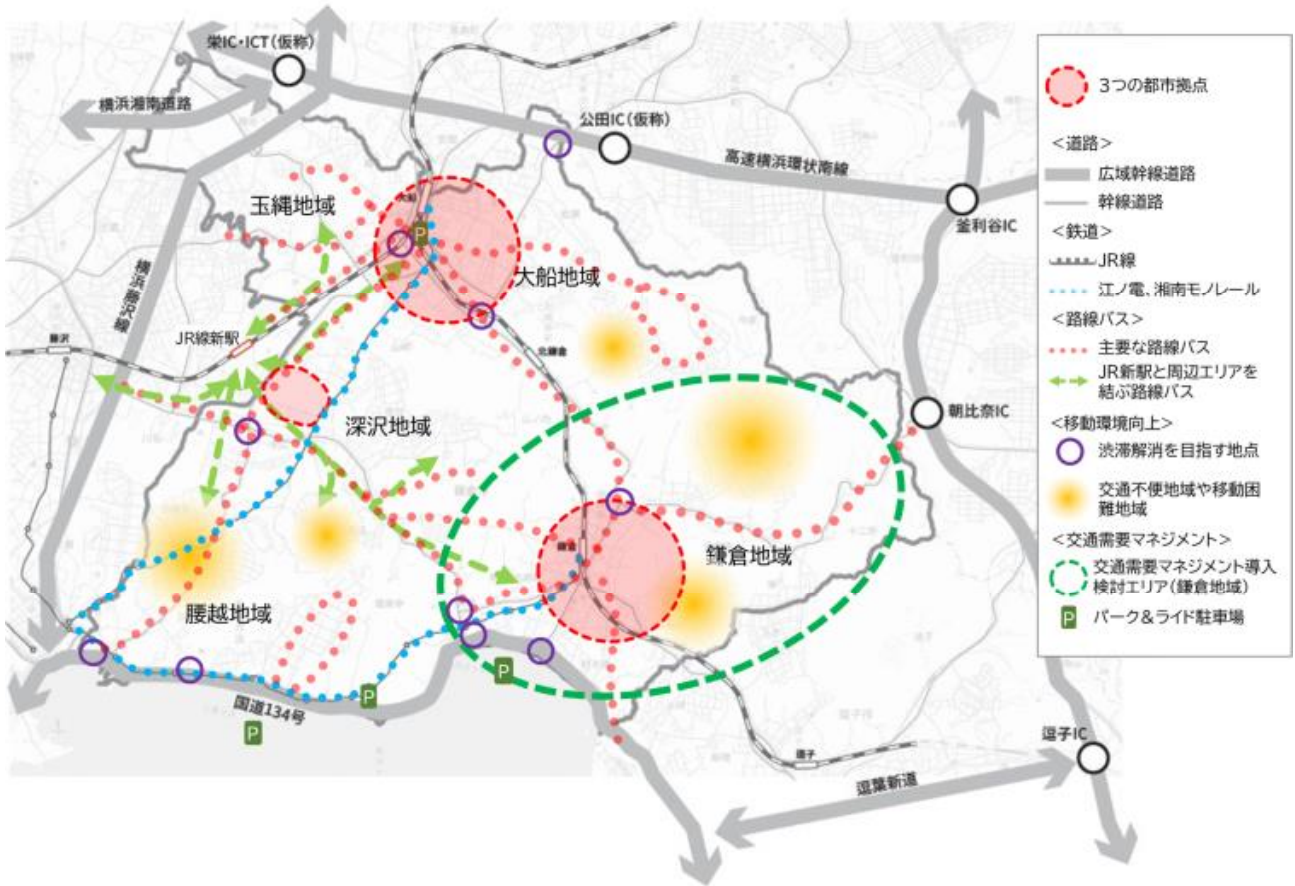 栄IC・ICT(仮称)
横浜湘南道路
公田IC(仮称)
高速横浜環状南線
釜利谷IC
玉縄地域
大船
P
大船地域
横浜藤沢線
JR線新駅
藤沢
北鎌倉
朝比奈IC
深沢地域
鎌倉
鎌倉地域
腰越地域
国道134号
P
P
P
逗子
逗子IC
逗葉新道
3つの都市拠点
<道路>
広域幹線道路
幹線道路
<鉄道>
JR線
江ノ電、湘南モノレール
<路線バス>
主要な路線バス
JR新駅と周辺エリアを
結ぶ路線バス
<移動環境向上>
渋滞解消を目指す地点
交通不便地域や移動困
難地域
<交通需要マネジメント>
交通需要マネジメント導入
検討エリア(鎌倉地域)
P
パーク&ライド駐車場